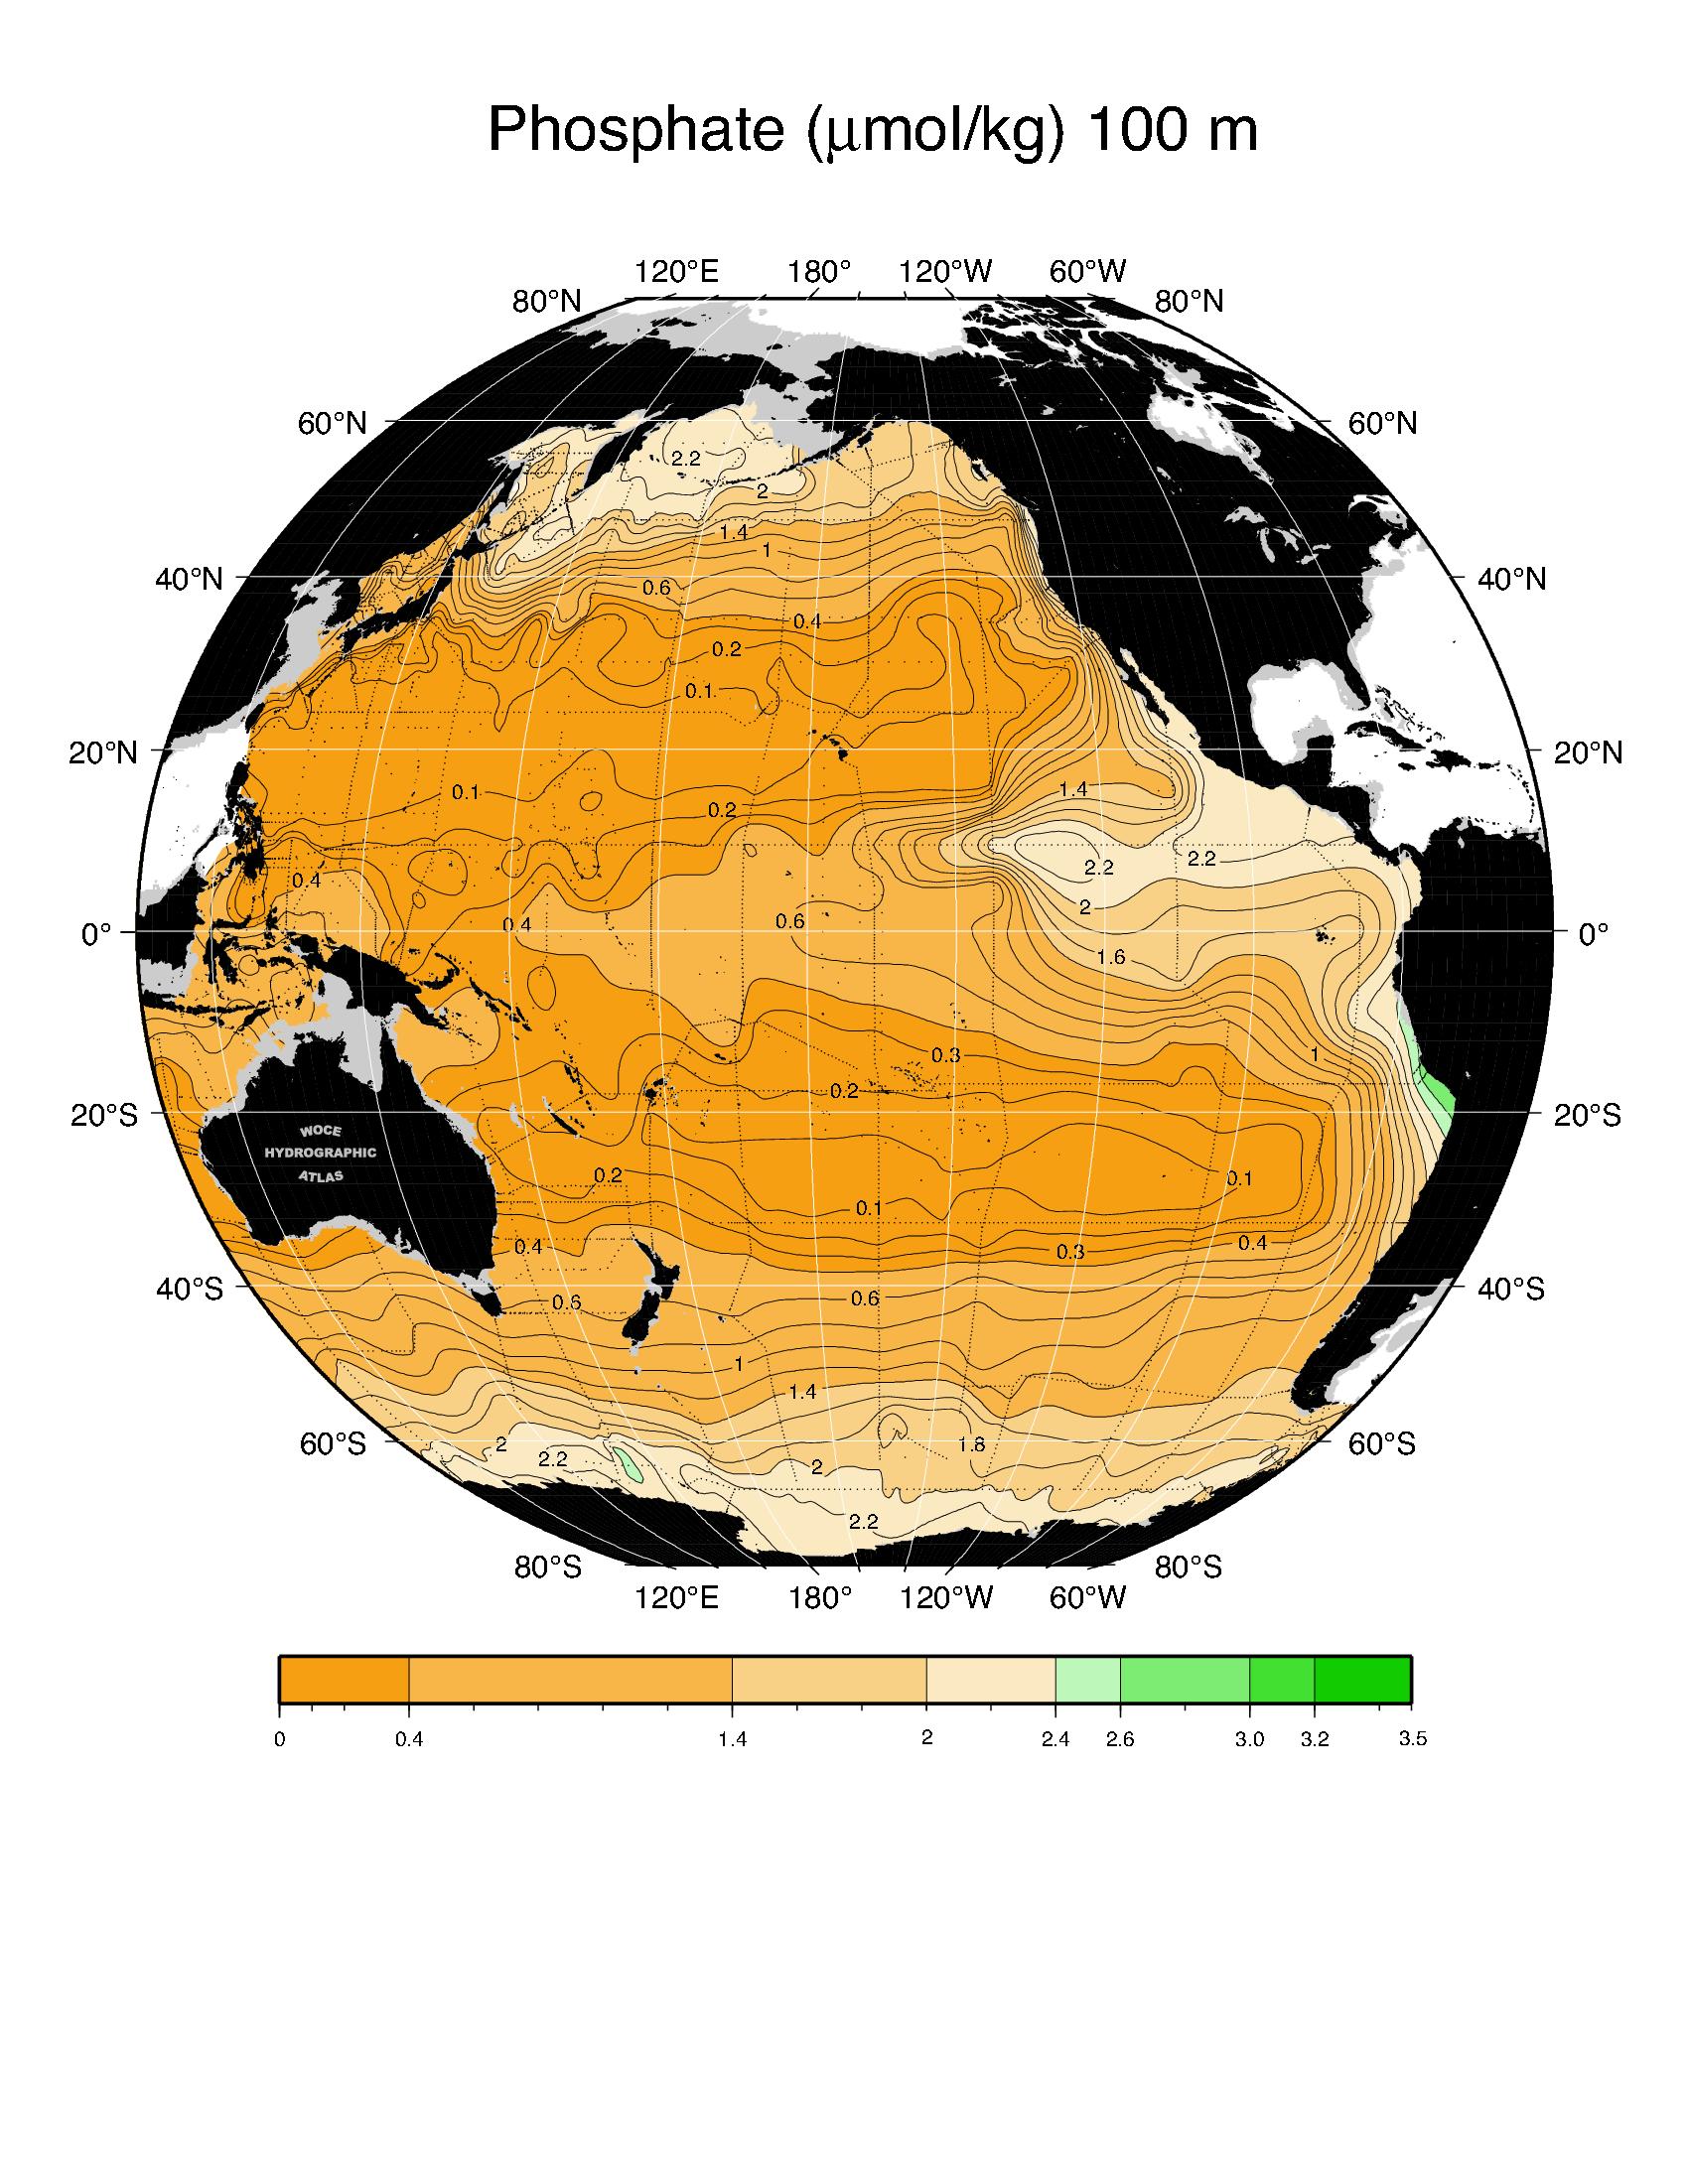 Phosphate (μmol/kg) 100 m
120°E 180° 120°W 60°W
80°N 80°N
60°N 60°N
2.2
2
1.4
1
40°N 40°N
0.6
0.4
0.2
0.1
20°N 20°N
0.1 1.4
0.2
2.2 2.2
0.4
2
0.4 0.6
0° 0°
1.6
0.3 1
0.2
20°S 20°S
WOCE
HYDROGRAPHIC
ATLAS
0.2 0.1
0.1
0.4 0.3 0.4
40°S 40°S
0.6 0.6
1
1.4
60°S 60°S
2 1.8
2.2 2
2.2
80°S 80°S
120°E 180° 120°W 60°W
0 0.4 1.4 2 2.4 2.6 3.0 3.2 3.5